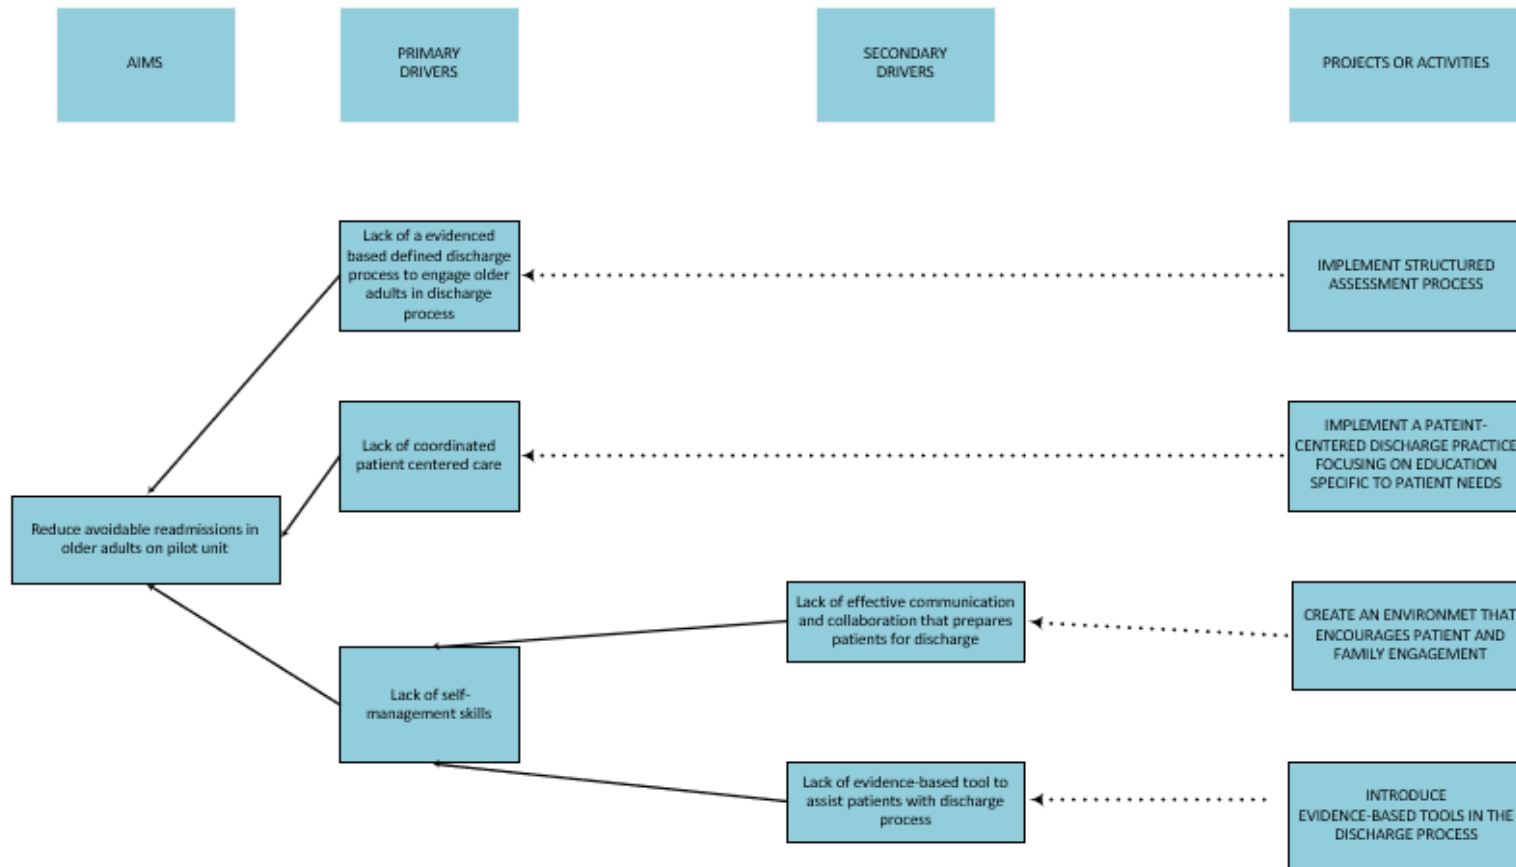 AIMS
PRIMARY
DRIVERS
SECONDARY
DRIVERS
PROJECTS OR ACTIVITIES
Lack of a evidenced
based defined discharge
process to engage older
adults in discharge
process
IMPLEMENT STRUCTURED
ASSESSMENT PROCESS
Lack of coordinated
patient centered care
IMPLEMENT A PATEINT-
CENTERED DISCHARGE PRACTICE
FOCUSING ON EDUCATION
SPECIFIC TO PATIENT NEEDS
Reduce avoidable readmissions in
older adults on pilot unit
Lack of effective communication
and collaboration that prepares
patients for discharge
CREATE AN ENVIRONMET THAT
ENCOURAGES PATIENT AND
FAMILY ENGAGEMENT
Lack of self-
management skills
Lack of evidence-based tool to
assist patients with discharge
process
INTRODUCE
EVIDENCE-BASED TOOLS IN THE
DISCHARGE PROCESS